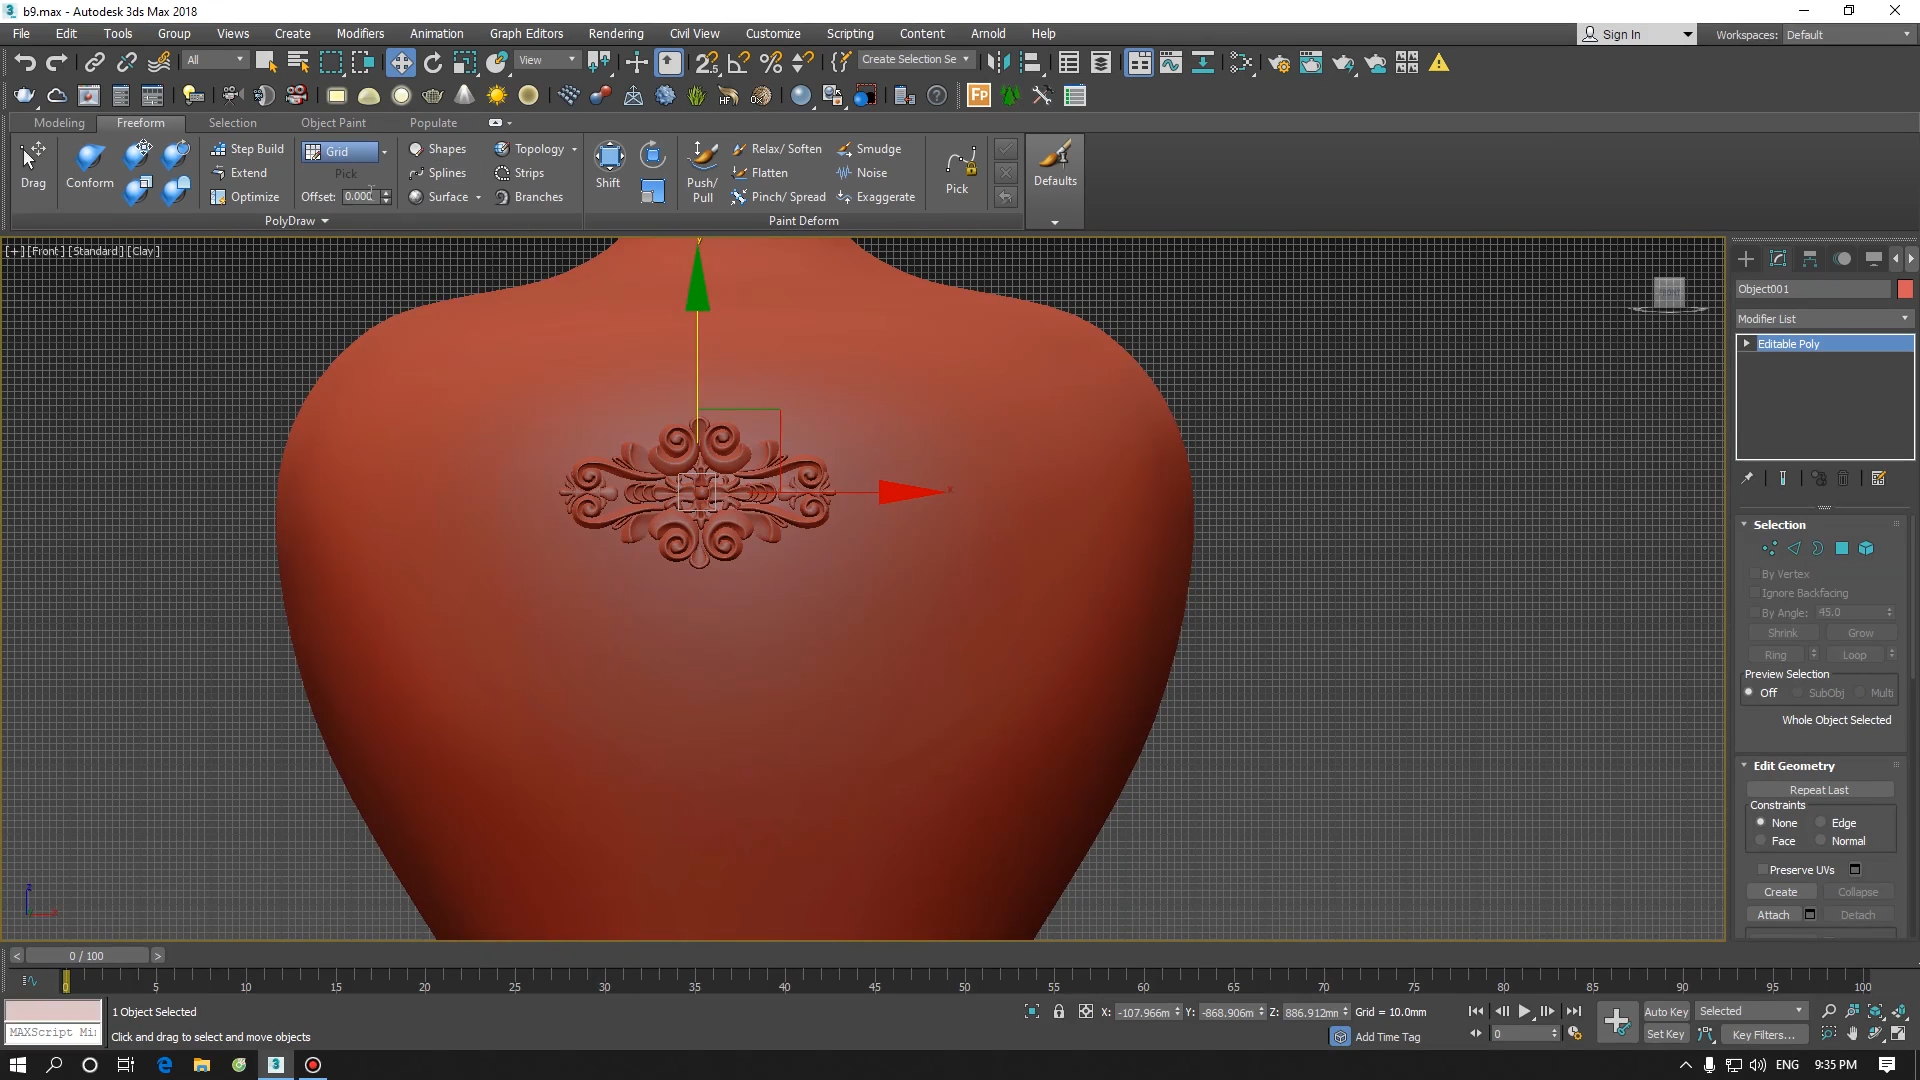 b9.max - Autodesk 3ds Max 2018
File Edit Tools Group Views Create Modifiers Animation Graph Editors Rendering Civil View Customize Scripting Content Arnold Help
Sign In
Workspaces: Default
All
View
Create Selection Se
Modeling Freeform Selection Object Paint Populate
Drag
Conform
Step Build
Extend
Optimize
Grid
Pick
Offset: 0.000
Shapes
Splines
Surface
Topology
Strips
Branches
PolyDraw
Shift
Push/
Pull
Relax/ Soften
Flatten
Pinch/ Spread
Smudge
Noise
Exaggerate
Paint Deform
Pick
Defaults
[+] [Front] [Standard] [Clay]
FRONT
y
x
z
x
Object001
Modifier List
Editable Poly
Selection
By Vertex
Ignore Backfacing
By Angle: 45.0
Shrink Grow
Ring Loop
Preview Selection
Off SubObj Multi
Whole Object Selected
Edit Geometry
Repeat Last
Constraints
None Edge
Face Normal
Preserve UVs
Create Collapse
Attach Detach
< 0 / 100 >
0 5 10 15 20 25 30 35 40 45 50 55 60 65 70 75 80 85 90 95 100
1 Object Selected
X: -107.966m Y: -868.906m Z: 886.912mm Grid = 10.0mm
Auto Key Selected
MAXScript Mi
Click and drag to select and move objects
Add Time Tag
0
Set Key Key Filters...
ENG 9:35 PM